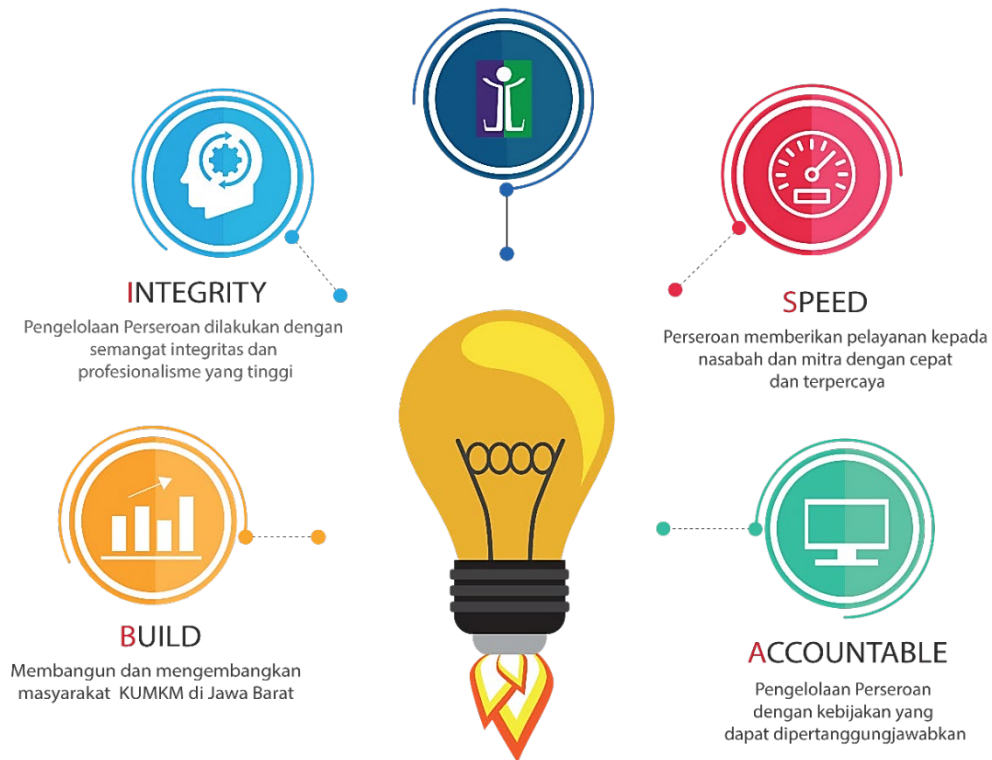 INTEGRITY
Pengelolaan Perseroan dilakukan dengan
semangat integritas dan
profesionalisme yang tinggi
SPEED
Perseroan memberikan pelayanan kepada
nasabah dan mitra dengan cepat
dan terpercaya
BUILD
Membangun dan mengembangkan
masyarakat KUMKM di Jawa Barat
ACCOUNTABLE
Pengelolaan Perseroan
dengan kebijakan yang
dapat dipertanggungjawabkan